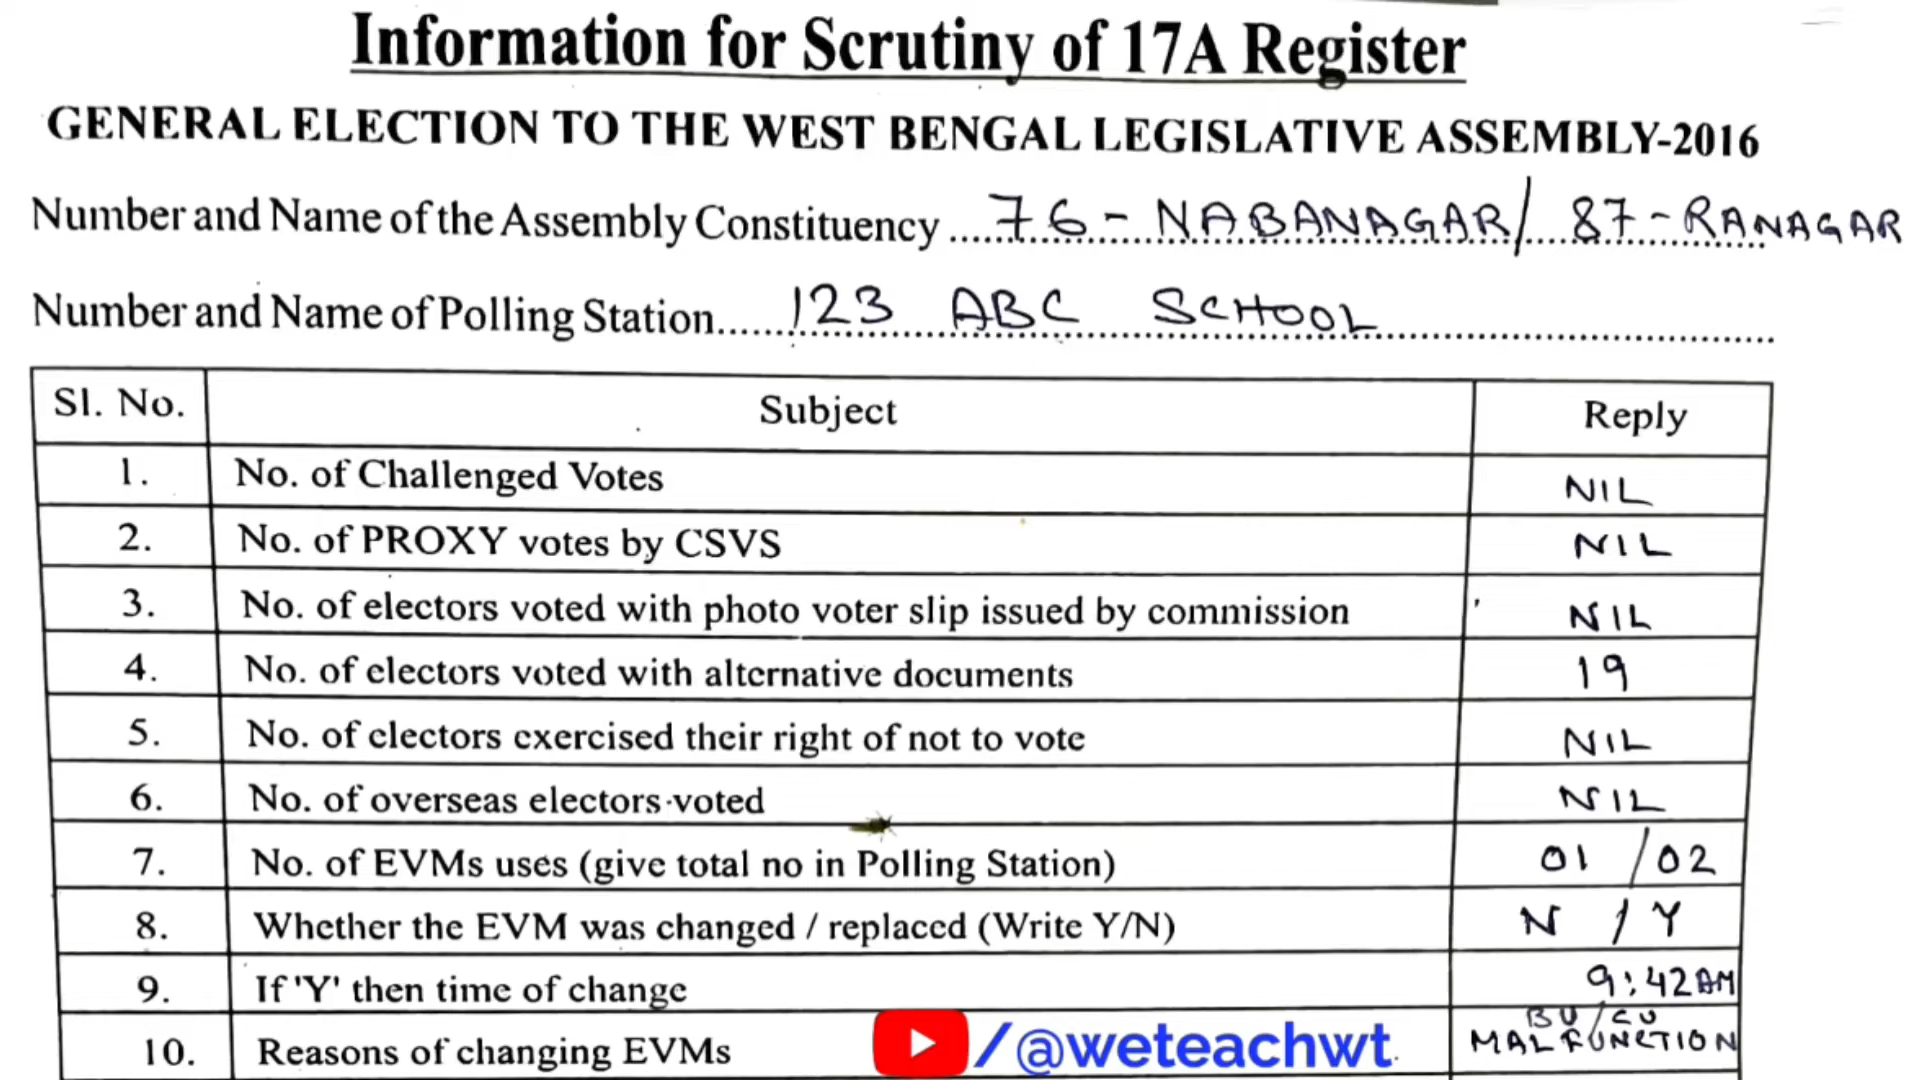 Information for Scrutiny of 17A Register
GENERAL ELECTION TO THE WEST BENGAL LEGISLATIVE ASSEMBLY-2016
Number and Name of the Assembly Constituency ..... 76 - NABANAGAR / 87 - RANAGAR
Number and Name of Polling Station ..... 123 ABC SCHOOL
Sl. No. Subject Reply
1. No. of Challenged Votes NIL
2. No. of PROXY votes by CSVS NIL
3. No. of electors voted with photo voter slip issued by commission NIL
4. No. of electors voted with alternative documents 19
5. No. of electors exercised their right of not to vote NIL
6. No. of overseas electors voted NIL
7. No. of EVMs uses (give total no in Polling Station) 01 / 02
8. Whether the EVM was changed / replaced (Write Y/N) N / Y
9. If 'Y' then time of change 9:42 AM
10. Reasons of changing EVMs BU/CU MALFUNCTION
/@weteachwt